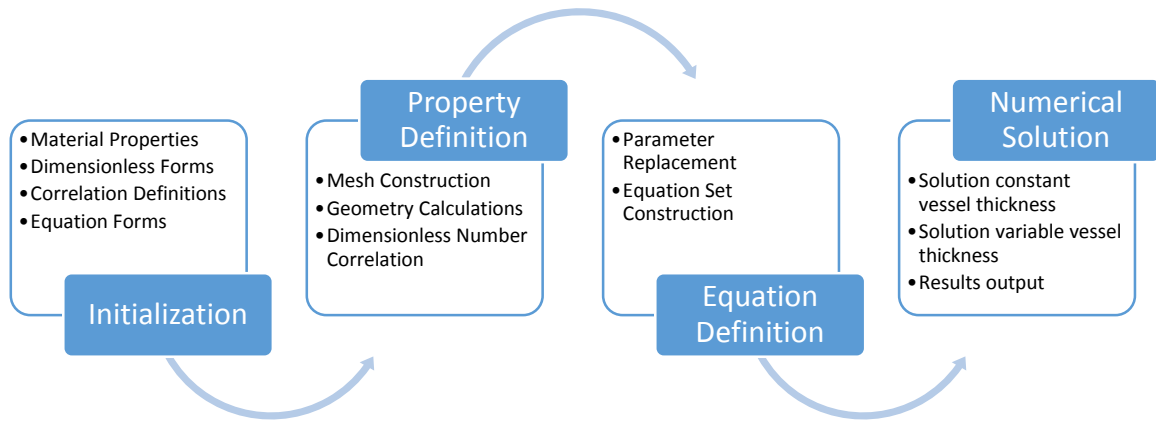 • Material Properties
• Dimensionless Forms
• Correlation Definitions
• Equation Forms
Initialization
Property
Definition
• Mesh Construction
• Geometry Calculations
• Dimensionless Number
Correlation
• Parameter
Replacement
• Equation Set
Construction
Equation
Definition
Numerical
Solution
• Solution constant
vessel thickness
• Solution variable vessel
thickness
• Results output